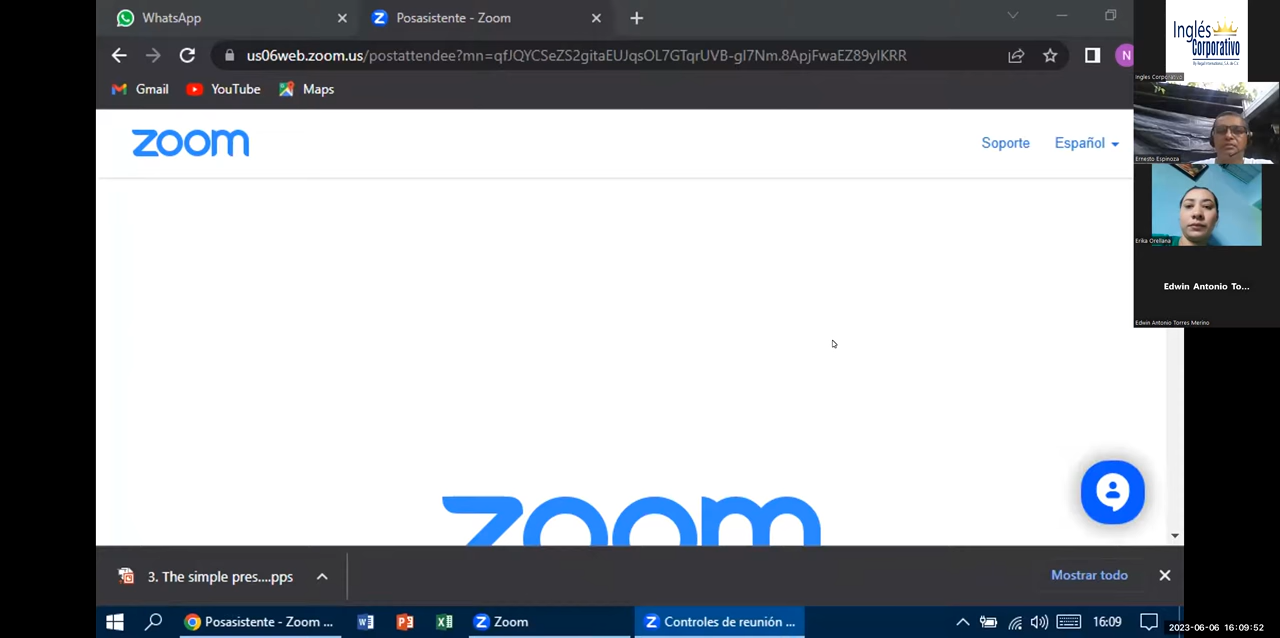 WhatsApp
Posasistente - Zoom
us06web.zoom.us/postattendee?mn=qfJQYCSeZS2gitaEUJqsOL7GTqrUVB-gI7Nm.8ApjFwaEZ89yIKRR
N
Gmail
YouTube
Maps
zoom
Soporte
Español
zoom
3. The simple pres....pps
Mostrar todo
Posasistente - Zoom ...
Zoom
Controles de reunión ...
16:09
Inglés
Corporativo
Ingles Corporativo
Ernesto Espinoza
Erika Orellana
Edwin Antonio To...
Edwin Antonio Torres Merino
2023-06-06 16:09:52